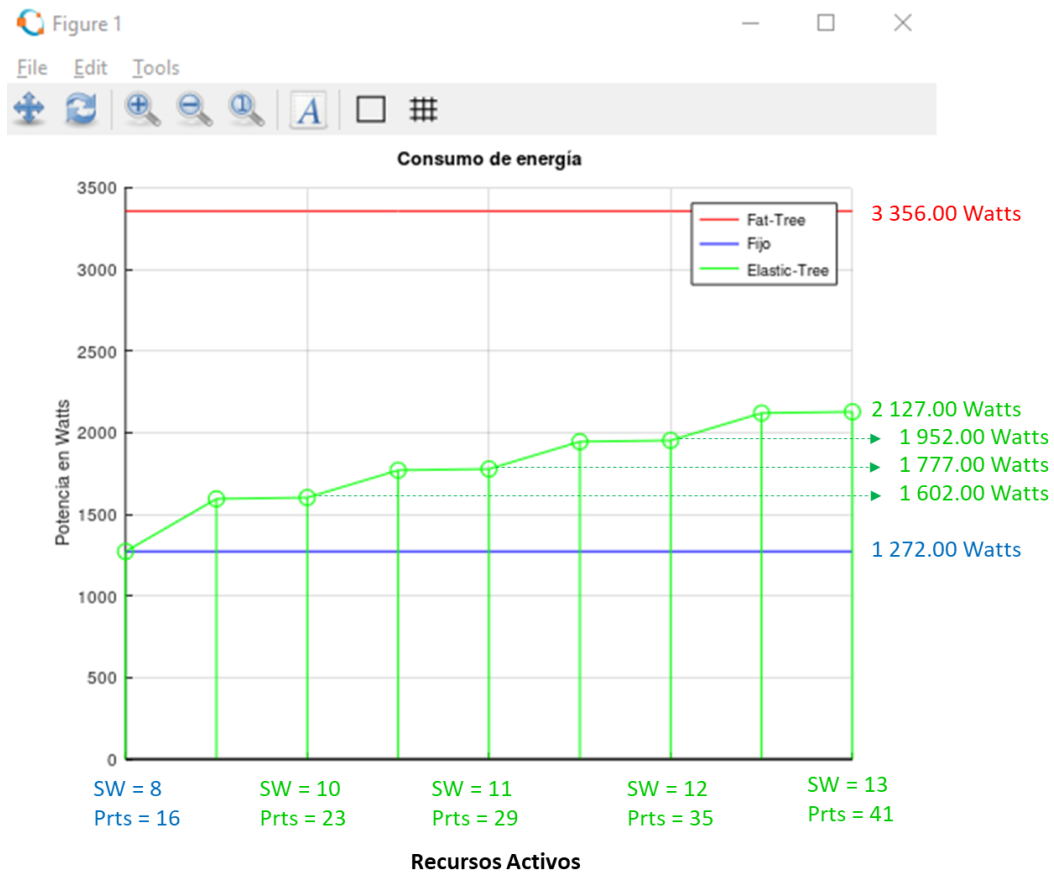 Figure 1
File Edit Tools
A
Consumo de energía
3500
3000
2500
2000
1500
1000
500
0
Potencia en Watts
Fat-Tree
Fijo
Elastic-Tree
3 356.00 Watts
2 127.00 Watts
1 952.00 Watts
1 777.00 Watts
1 602.00 Watts
1 272.00 Watts
SW = 8
Prts = 16
SW = 10
Prts = 23
SW = 11
Prts = 29
SW = 12
Prts = 35
SW = 13
Prts = 41
Recursos Activos